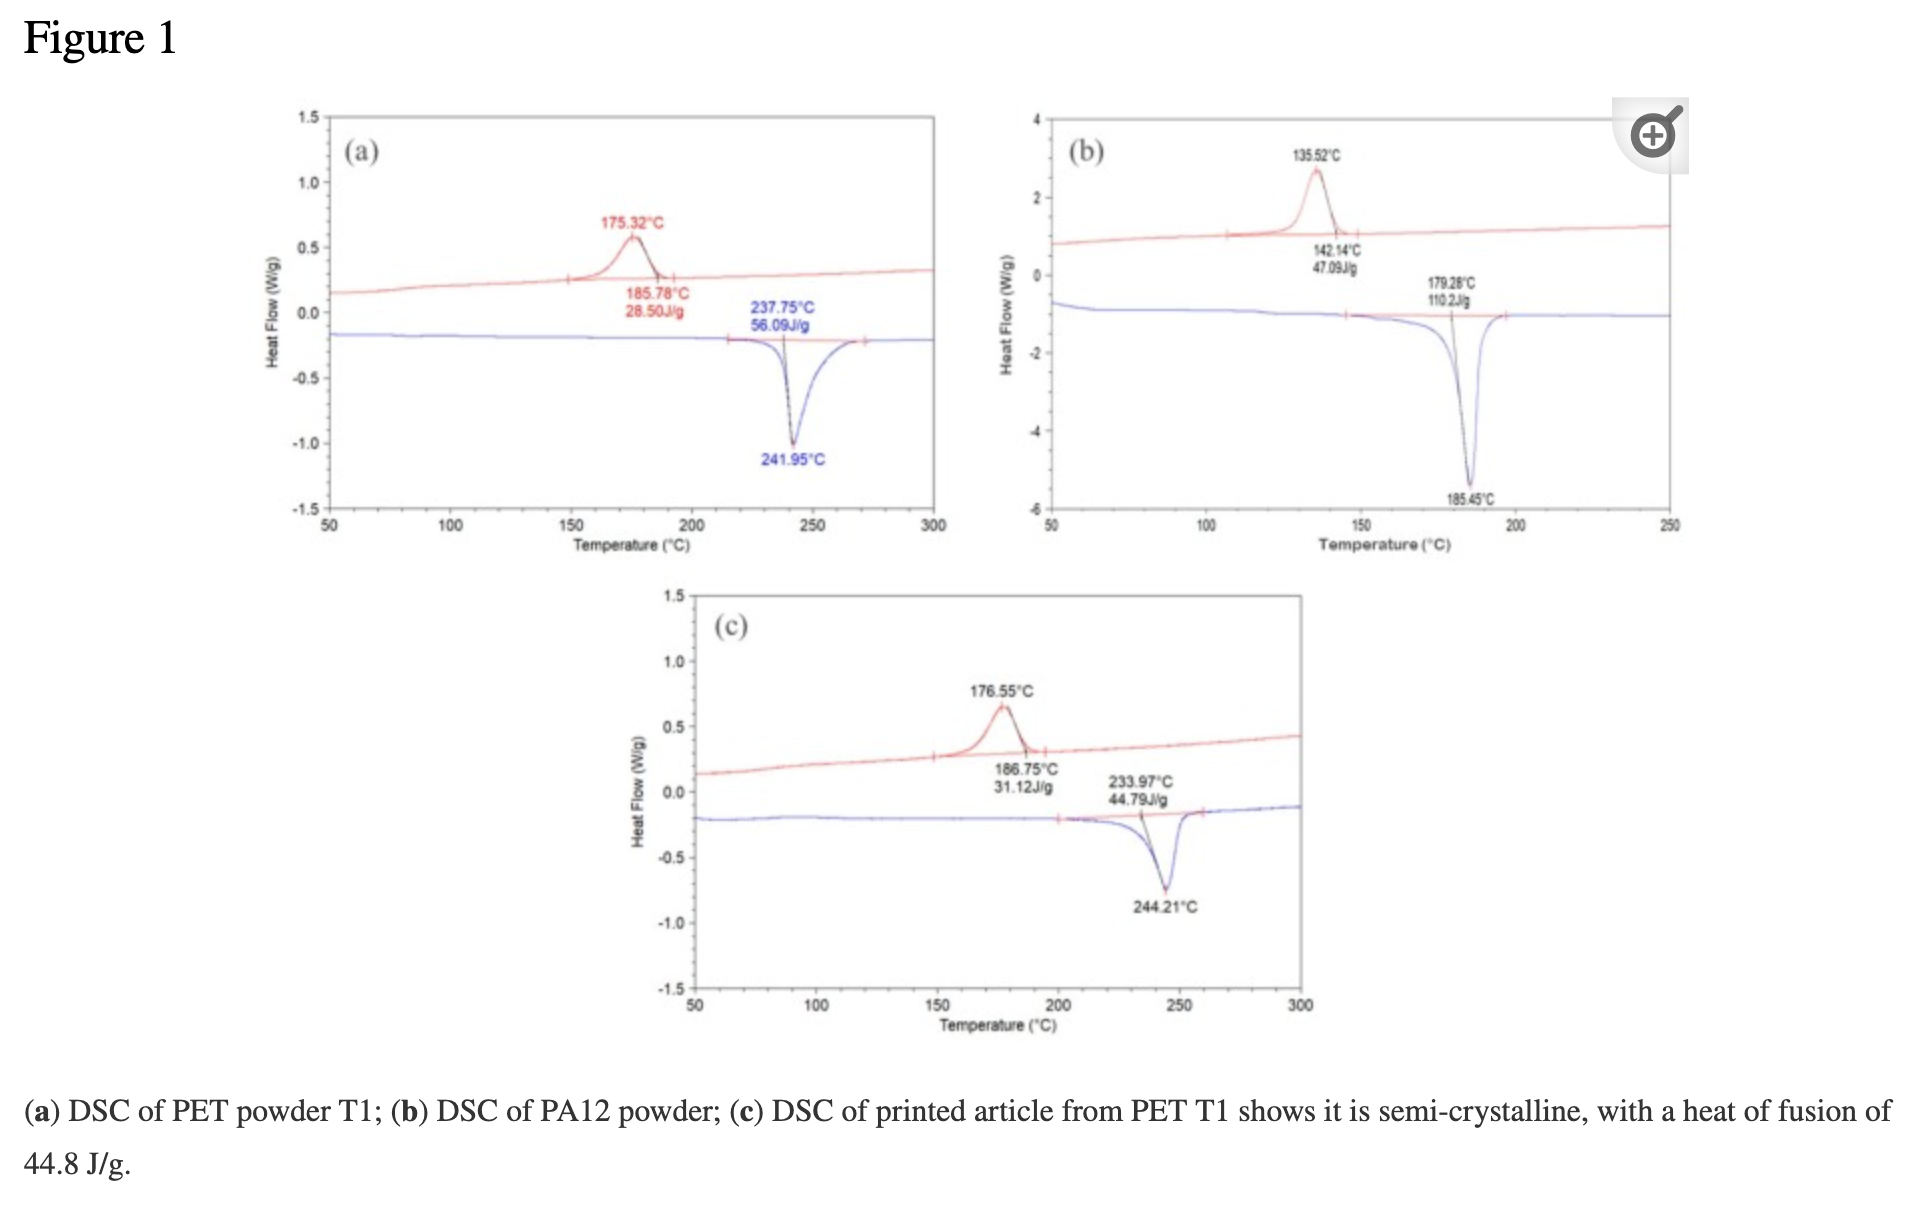 Figure 1
(a)
1.5
1.0
0.5
0.0
-0.5
-1.0
-1.5
Heat Flow (W/g)
175.32°C
185.78°C
28.50J/g
237.75°C
56.09J/g
241.95°C
50 100 150 200 250 300
Temperature (°C)
(b)
4
2
0
-2
-4
-6
Heat Flow (W/g)
135.52°C
142.14°C
47.09J/g
179.28°C
110.2J/g
185.45°C
50 100 150 200 250
Temperature (°C)
(c)
1.5
1.0
0.5
0.0
-0.5
-1.0
-1.5
Heat Flow (W/g)
176.55°C
186.75°C
31.12J/g
233.97°C
44.79J/g
244.21°C
50 100 150 200 250 300
Temperature (°C)
(a) DSC of PET powder T1; (b) DSC of PA12 powder; (c) DSC of printed article from PET T1 shows it is semi-crystalline, with a heat of fusion of
44.8 J/g.